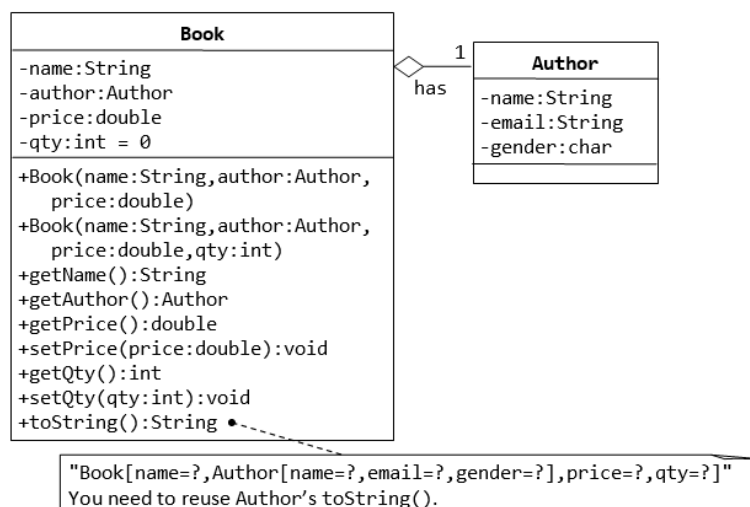 Book
-name:String
-author:Author
-price:double
-qty:int = 0
+Book(name:String,author:Author,
price:double)
+Book(name:String,author:Author,
price:double,qty:int)
+getName():String
+getAuthor():Author
+getPrice():double
+setPrice(price:double):void
+getQty():int
+setQty(qty:int):void
+toString():String
1
has
Author
-name:String
-email:String
-gender:char
"Book[name=?,Author[name=?,email=?,gender=?],price=?,qty=?]"
You need to reuse Author's toString().